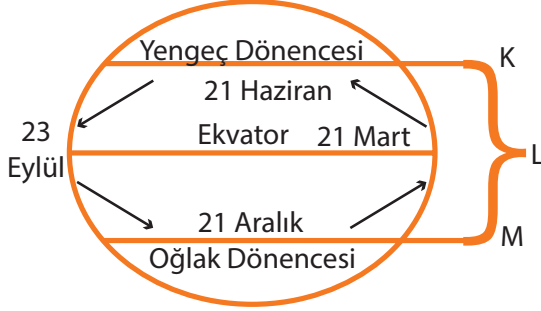 Yengeç Dönencesi
K
21 Haziran
23
Eylül
Ekvator
21 Mart
L
21 Aralık
M
Oğlak Dönencesi